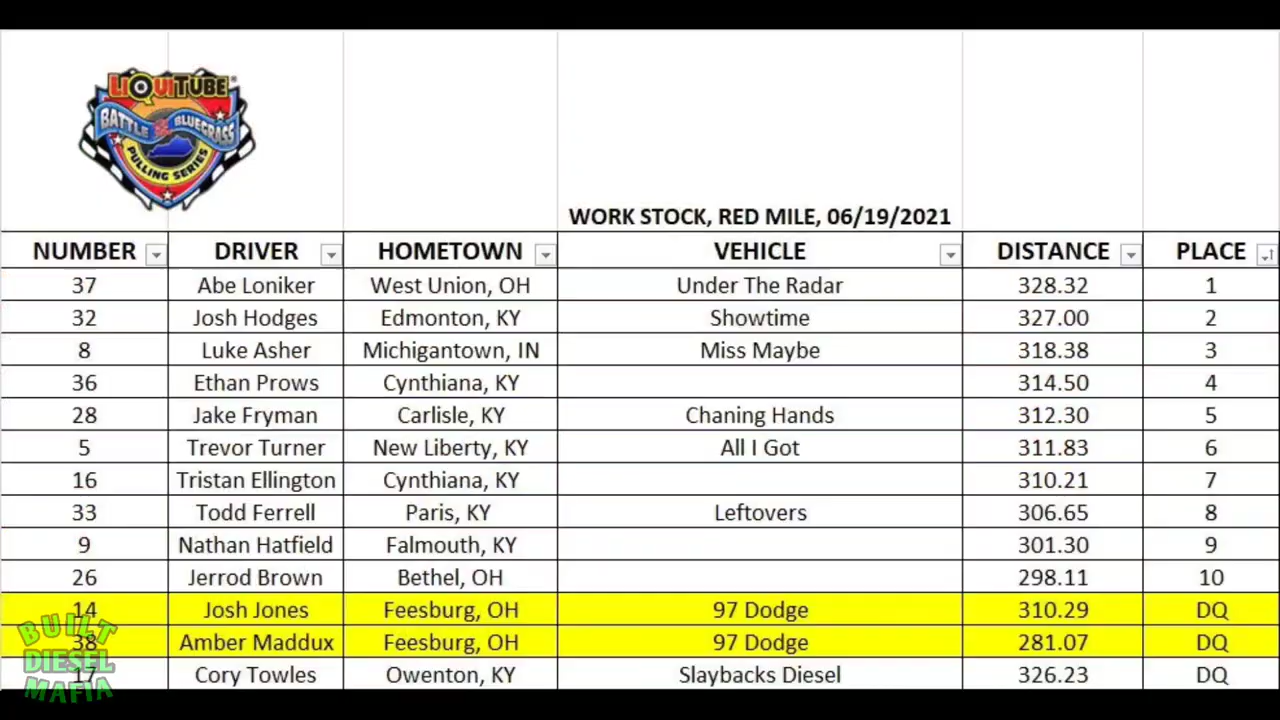 LIQUITUBE
BATTLE BLUEGRASS
PULLING SERIES
WORK STOCK, RED MILE, 06/19/2021
NUMBER DRIVER HOMETOWN VEHICLE DISTANCE PLACE
37 Abe Loniker West Union, OH Under The Radar 328.32 1
32 Josh Hodges Edmonton, KY Showtime 327.00 2
8 Luke Asher Michigantown, IN Miss Maybe 318.38 3
36 Ethan Prows Cynthiana, KY 314.50 4
28 Jake Fryman Carlisle, KY Chaning Hands 312.30 5
5 Trevor Turner New Liberty, KY All I Got 311.83 6
16 Tristan Ellington Cynthiana, KY 310.21 7
33 Todd Ferrell Paris, KY Leftovers 306.65 8
9 Nathan Hatfield Falmouth, KY 301.30 9
26 Jerrod Brown Bethel, OH 298.11 10
14 Josh Jones Feesburg, OH 97 Dodge 310.29 DQ
38 Amber Maddux Feesburg, OH 97 Dodge 281.07 DQ
17 Cory Towles Owenton, KY Slaybacks Diesel 326.23 DQ
BUILT
DIESEL
MAFIA